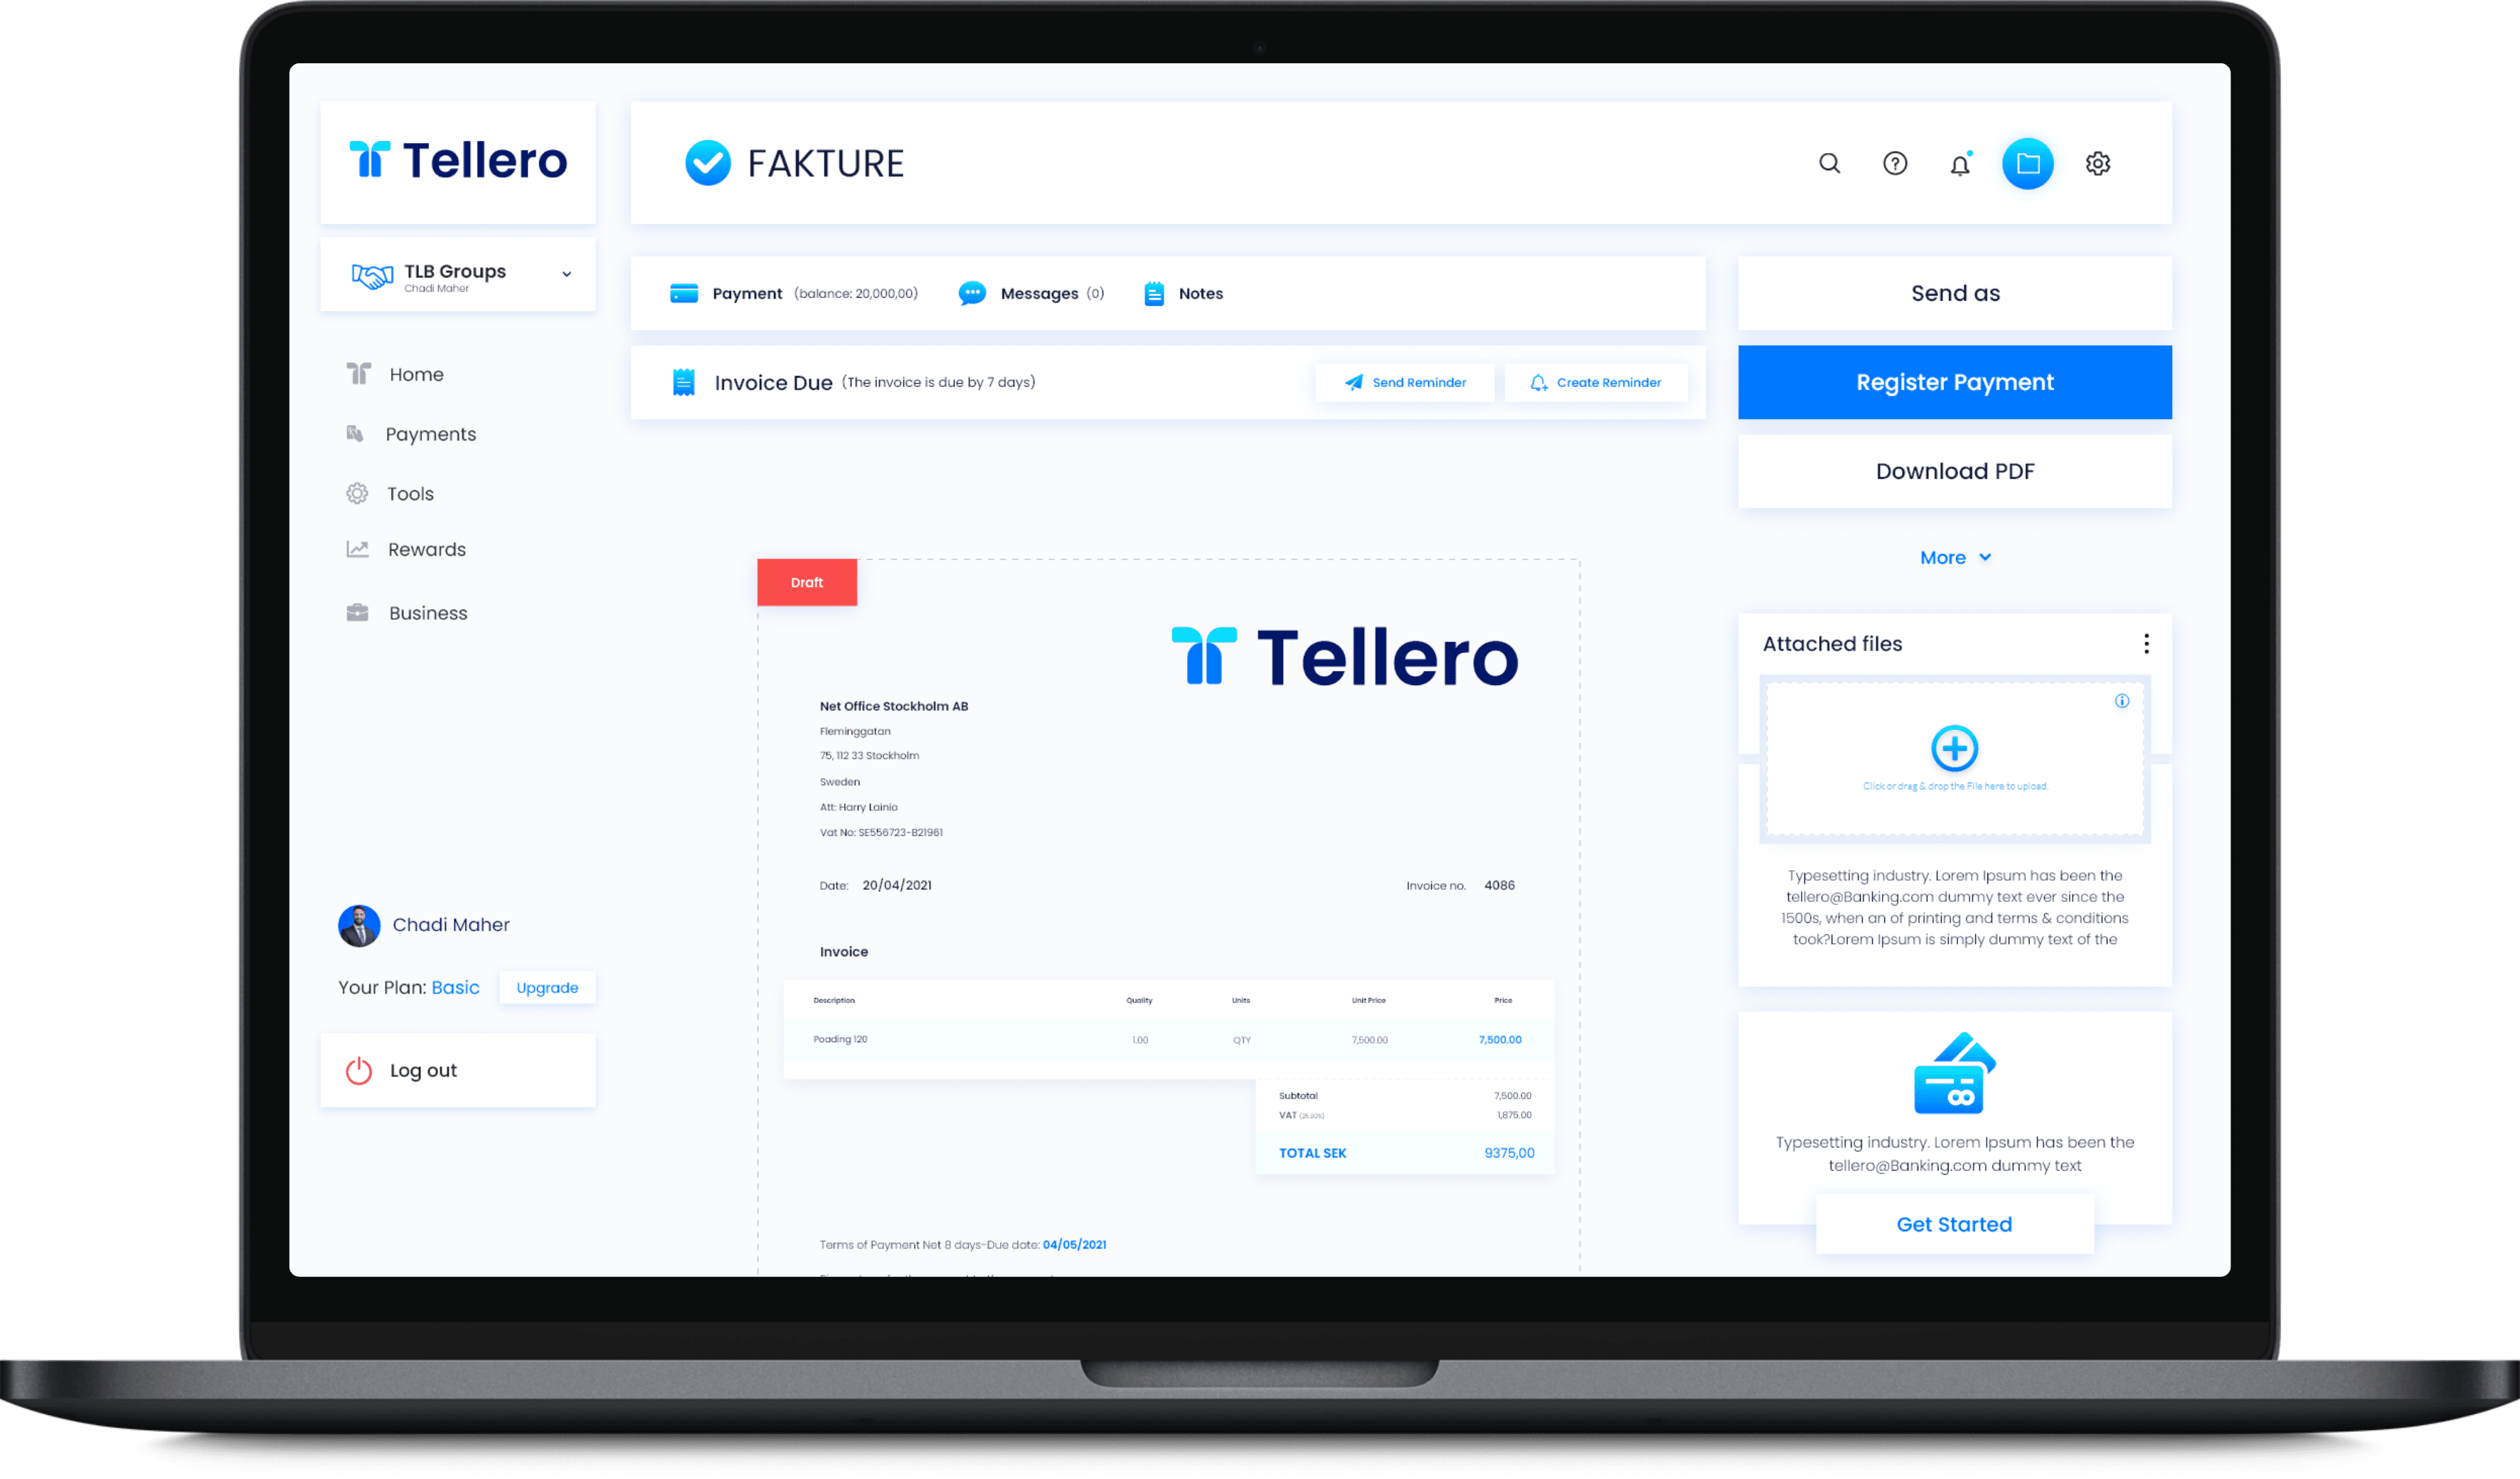 Tellero
FAKTURE
TLB Groups
Chadi Maher
Home
Payments
Tools
Rewards
Business
Chadi Maher
Your Plan: Basic
Upgrade
Log out
Payment (balance: 20,000,00)
Messages (0)
Notes
Invoice Due (The invoice is due by 7 days)
Send Reminder
Create Reminder
Draft
Tellero
Net Office Stockholm AB
Fleminggatan
75, 112 33 Stockholm
Sweden
Att: Harry Lainio
Vat No: SE556723-B21961
Date: 20/04/2021
Invoice no. 4086
Invoice
Description Quality Units Unit Price Price
Poading 120 1.00 QTY 7,500.00 7,500.00
Subtotal 7,500.00
VAT 1,875.00
TOTAL SEK 9375,00
Terms of Payment Net 8 days-Due date: 04/05/2021
Send as
Register Payment
Download PDF
More
Attached files
Click or drag & drop the File here to upload.
Typesetting industry. Lorem Ipsum has been the
tellero@Banking.com dummy text ever since the
1500s, when an of printing and terms & conditions
took?Lorem Ipsum is simply dummy text of the
Typesetting industry. Lorem Ipsum has been the
tellero@Banking.com dummy text
Get Started